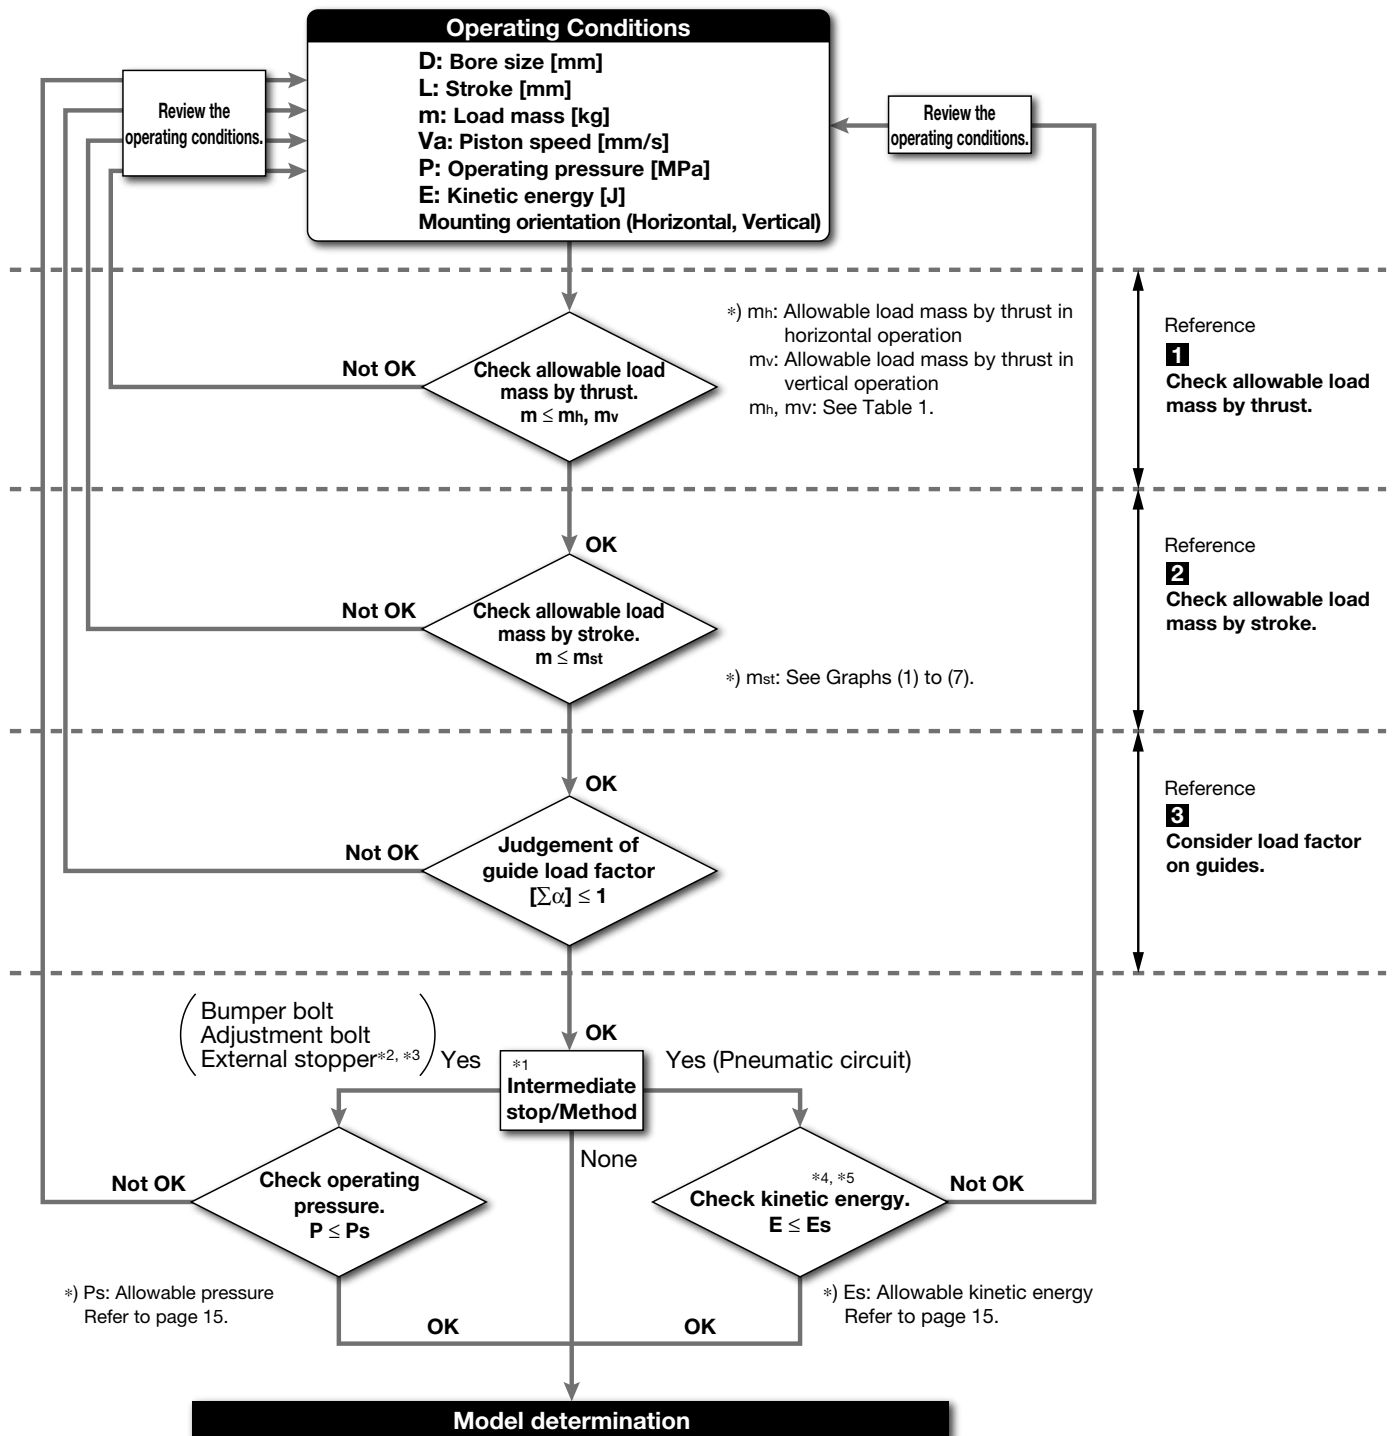 Operating Conditions
D: Bore size [mm]
L: Stroke [mm]
m: Load mass [kg]
Va: Piston speed [mm/s]
P: Operating pressure [MPa]
E: Kinetic energy [J]
Mounting orientation (Horizontal, Vertical)
Review the
operating conditions.
Review the
operating conditions.
Not OK
Check allowable load
mass by thrust.
m ≤ mh, mv
*) mh: Allowable load mass by thrust in
horizontal operation
mv: Allowable load mass by thrust in
vertical operation
mh, mv: See Table 1.
Reference
1
Check allowable load
mass by thrust.
OK
Not OK
Check allowable load
mass by stroke.
m ≤ mst
*) mst: See Graphs (1) to (7).
Reference
2
Check allowable load
mass by stroke.
OK
Not OK
Judgement of
guide load factor
[∑α] ≤ 1
Reference
3
Consider load factor
on guides.
OK
Bumper bolt
Adjustment bolt
External stopper*2, *3
Yes
*1
Intermediate
stop/Method
Yes (Pneumatic circuit)
None
Not OK
Check operating
pressure.
P ≤ Ps
*4, *5
Check kinetic energy.
E ≤ Es
Not OK
*) Ps: Allowable pressure
Refer to page 15.
*) Es: Allowable kinetic energy
Refer to page 15.
OK
OK
Model determination